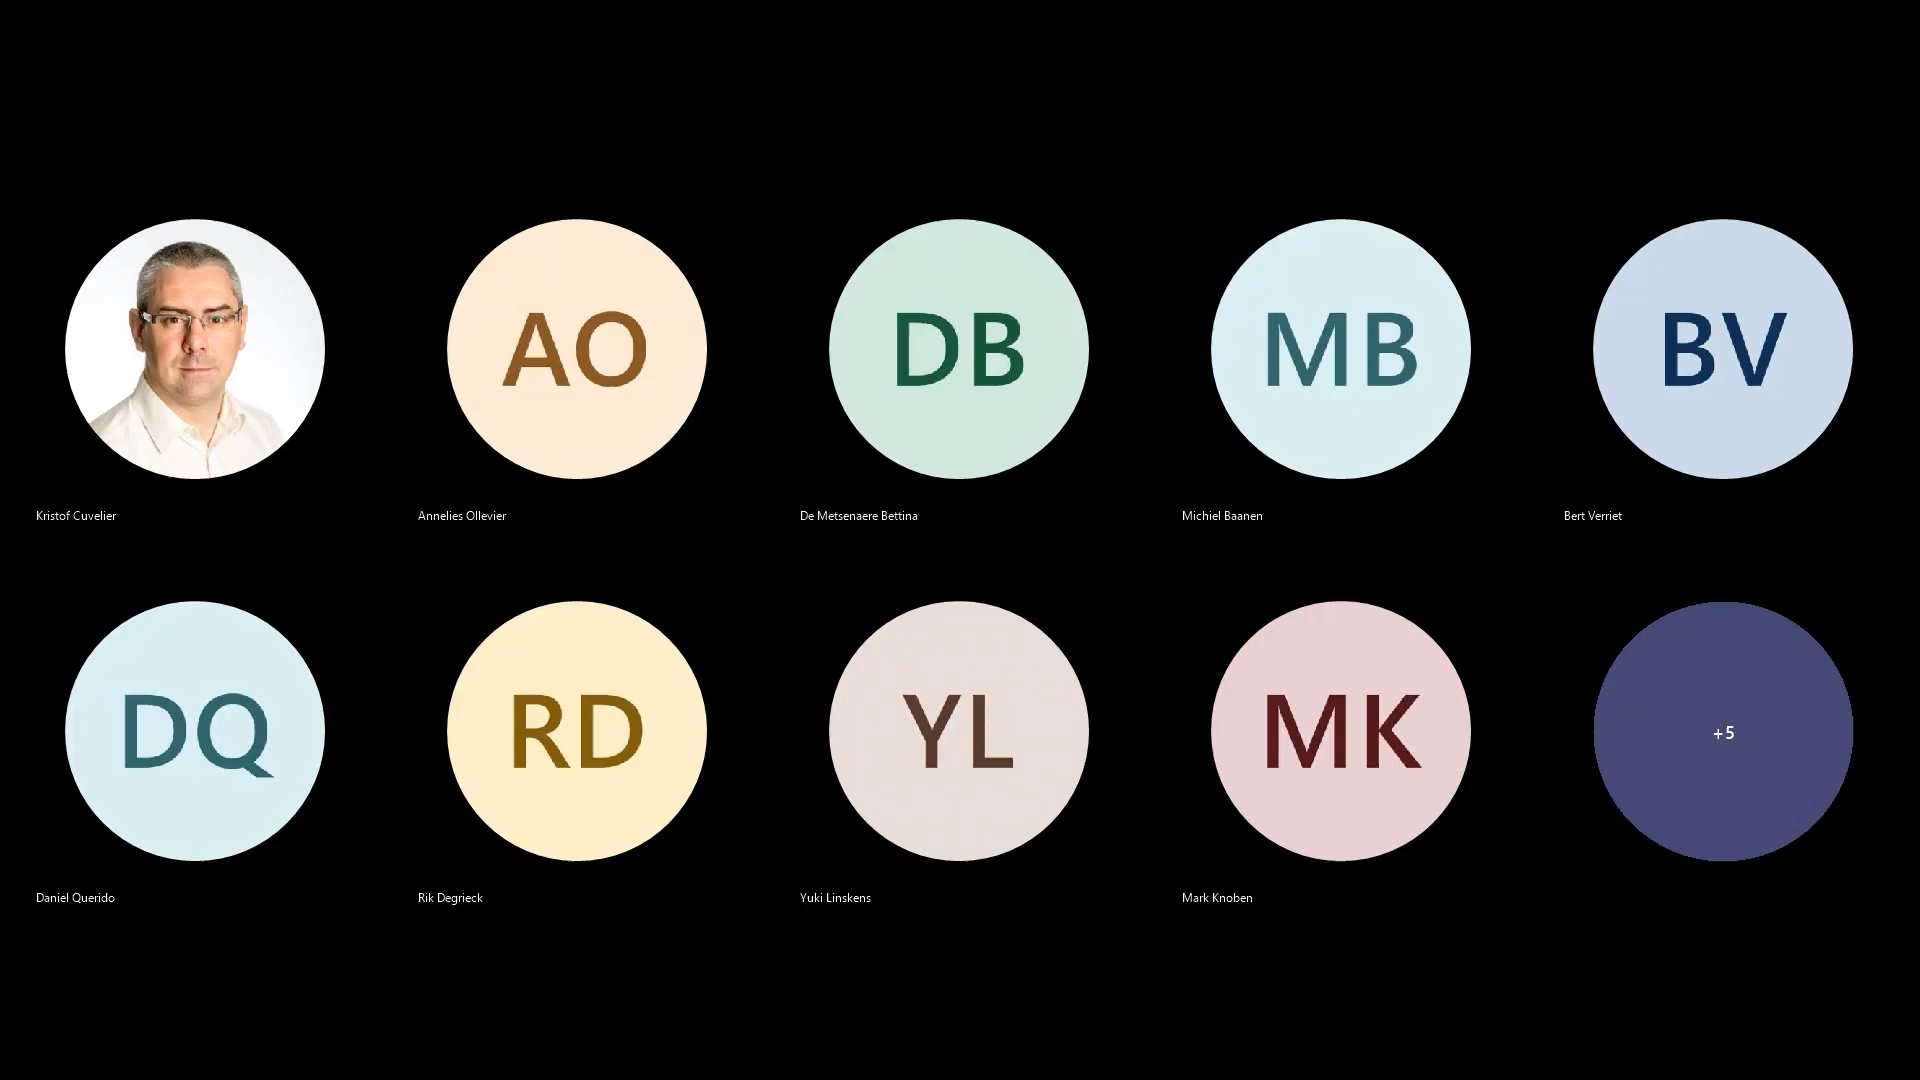 AO
DB
MB
BV
Kristof Cuvelier
Annelies Ollevier
De Metsenaere Bettina
Michiel Baanen
Bert Verriet
DQ
RD
YL
MK
+5
Daniel Querido
Rik Degrieck
Yuki Linskens
Mark Knoben